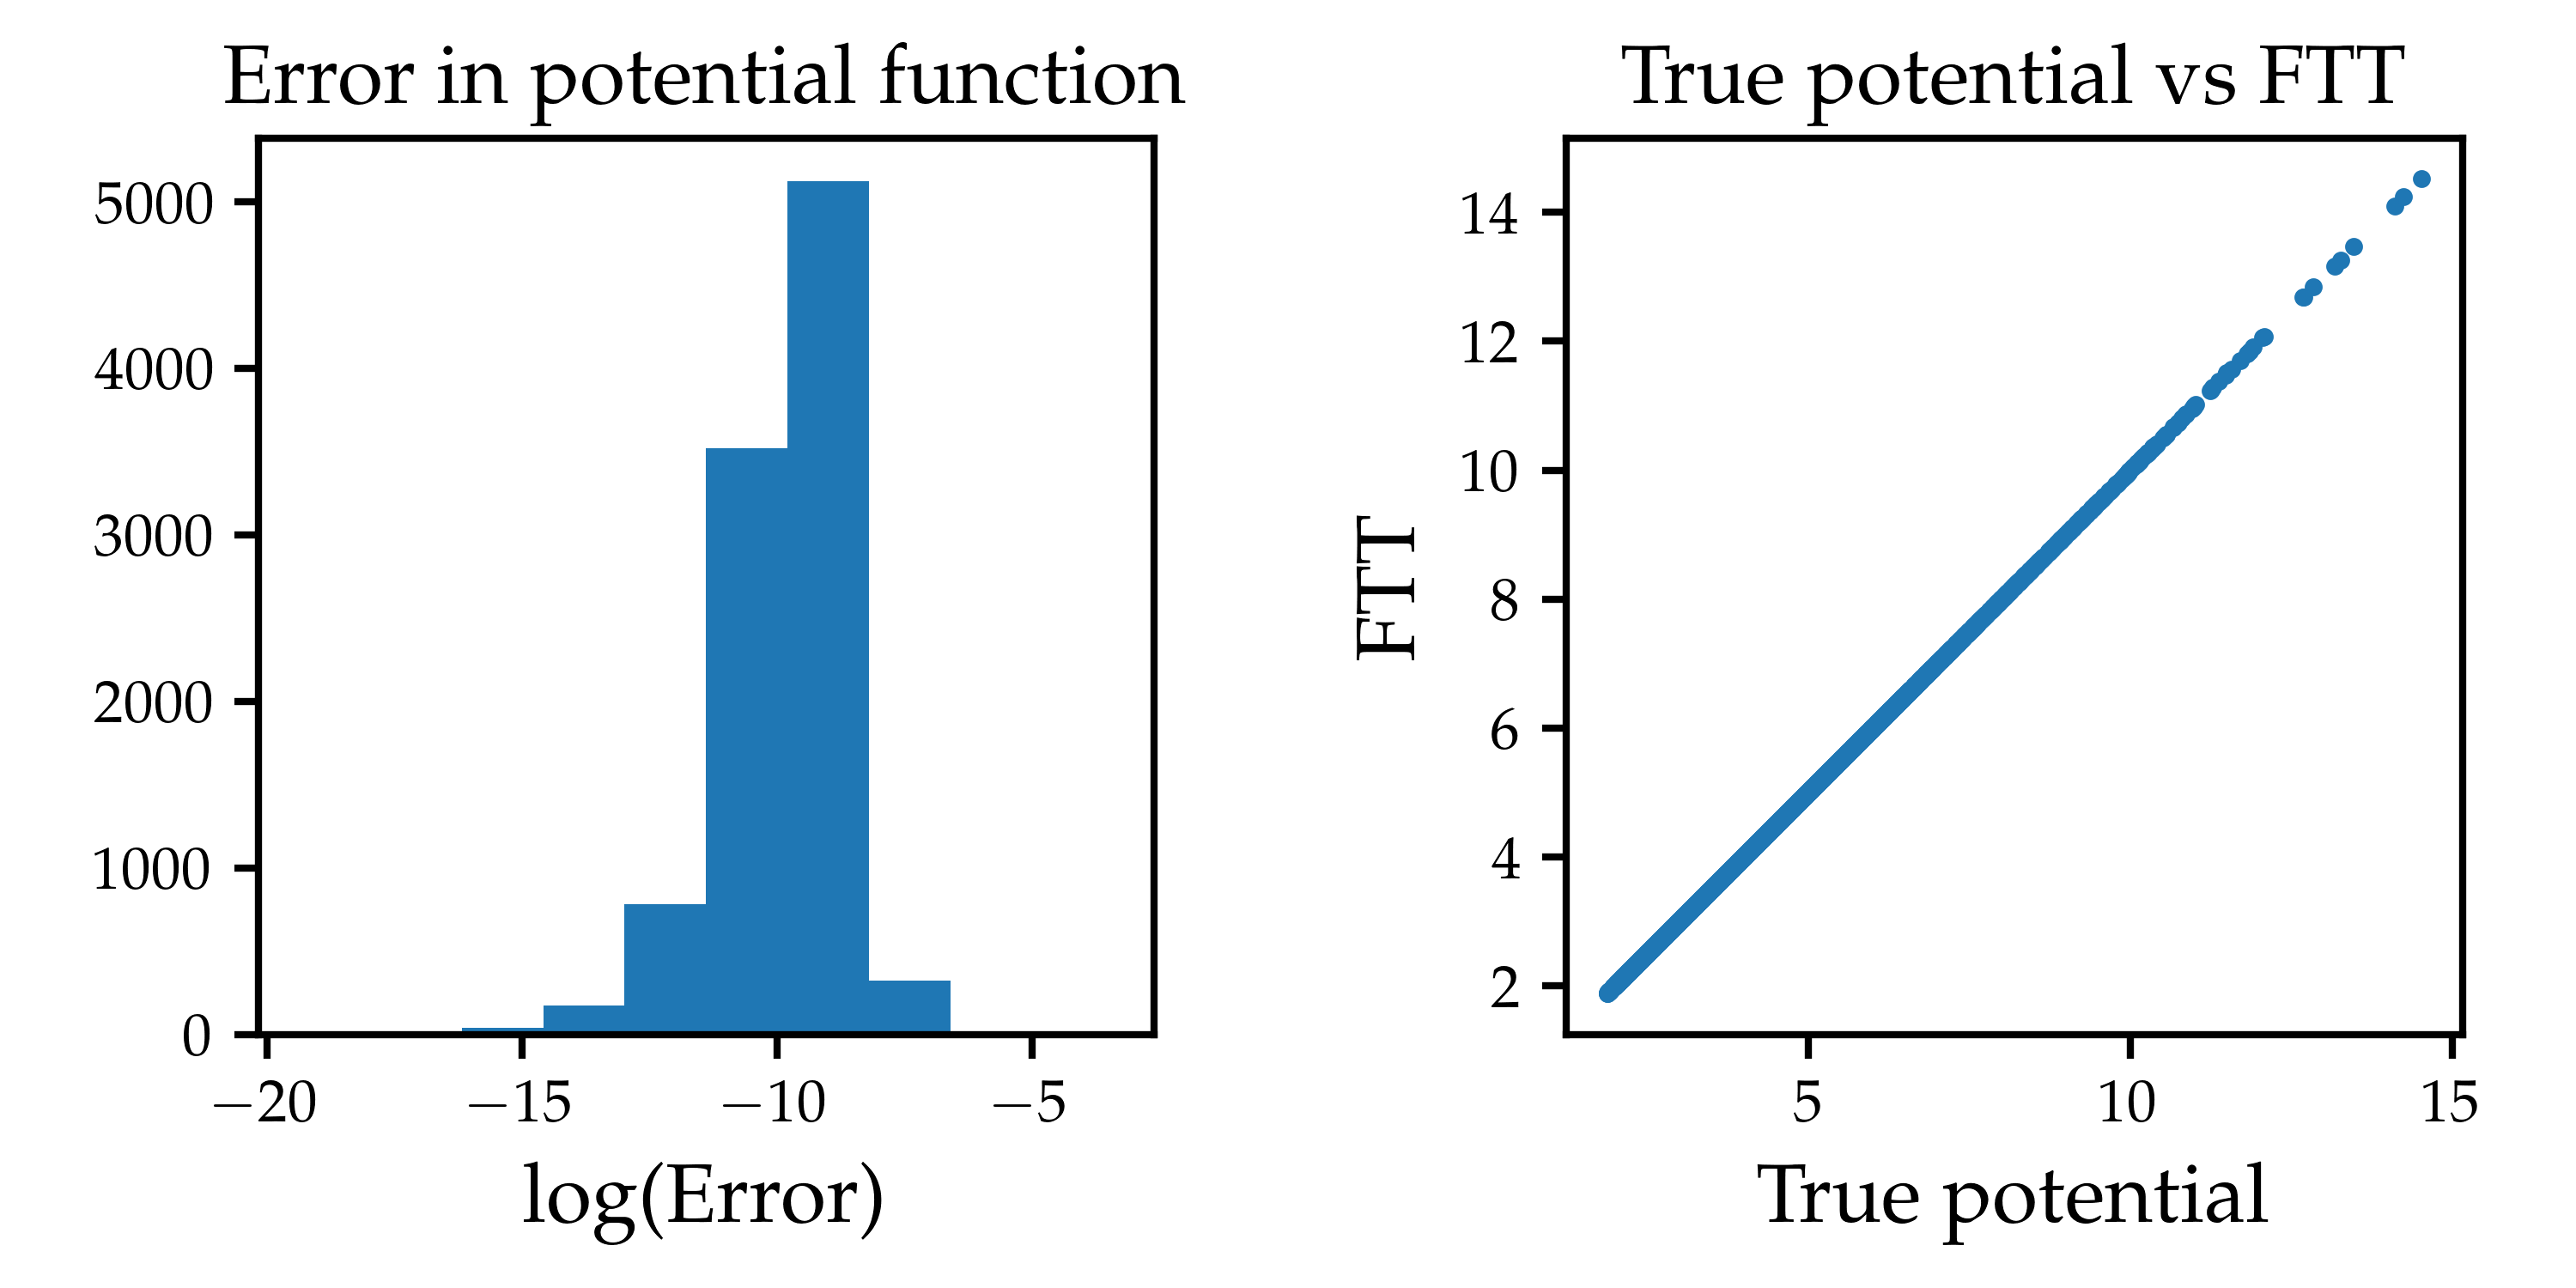 Error in potential function
5000
4000
3000
2000
1000
0
−20 −15 −10 −5
log(Error)
True potential vs FTT
FTT
14
12
10
8
6
4
2
5 10 15
True potential